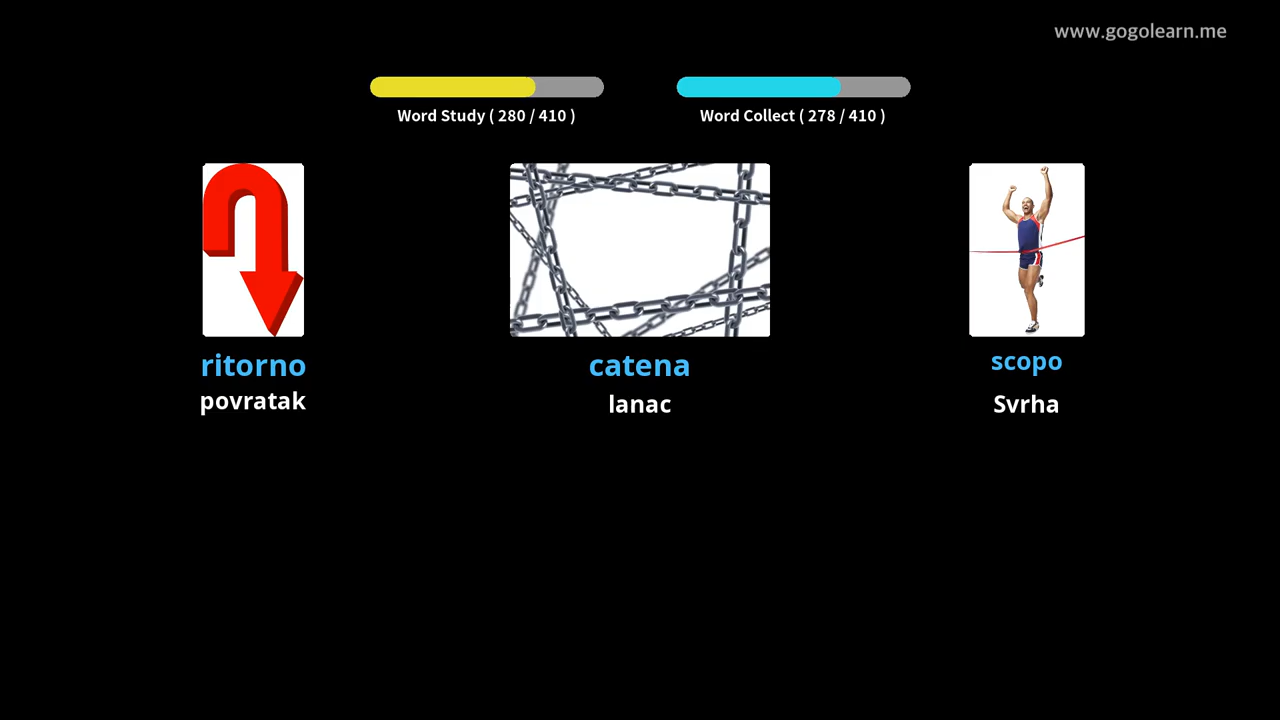 www.gogolearn.me
Word Study ( 280 / 410 )
Word Collect ( 278 / 410 )
ritorno
povratak
catena
lanac
scopo
Svrha